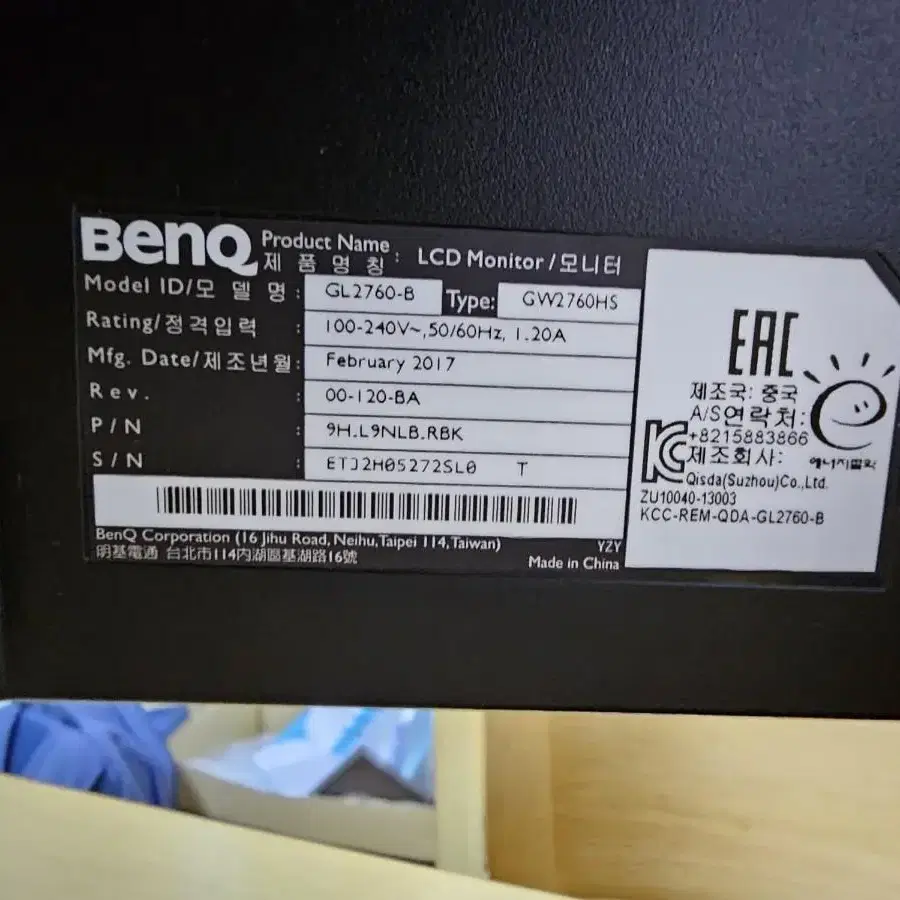 BenQ
Product Name
제 품 명 칭 : LCD Monitor / 모니터
Model ID/모 델 명 : GL2760-B Type: GW2760HS
Rating/정격입력 : 100-240V~,50/60Hz, 1.20A
Mfg. Date/제조년월: February 2017
Rev. : 00-120-BA
P/N : 9H.L9NLB.RBK
S/N : ETJ2H05272SL0 T
BenQ Corporation (16 Jihu Road, Neihu,Taipei 114,Taiwan) YZY
明基電通 台北市114內湖區基湖路16號
Made in China
EAC
제조국: 중국
A/S연락처:
+8215883866
제조회사:
에너지절약
Qisda(Suzhou)Co.,Ltd.
ZU10040-13003
KCC-REM-QDA-GL2760-B